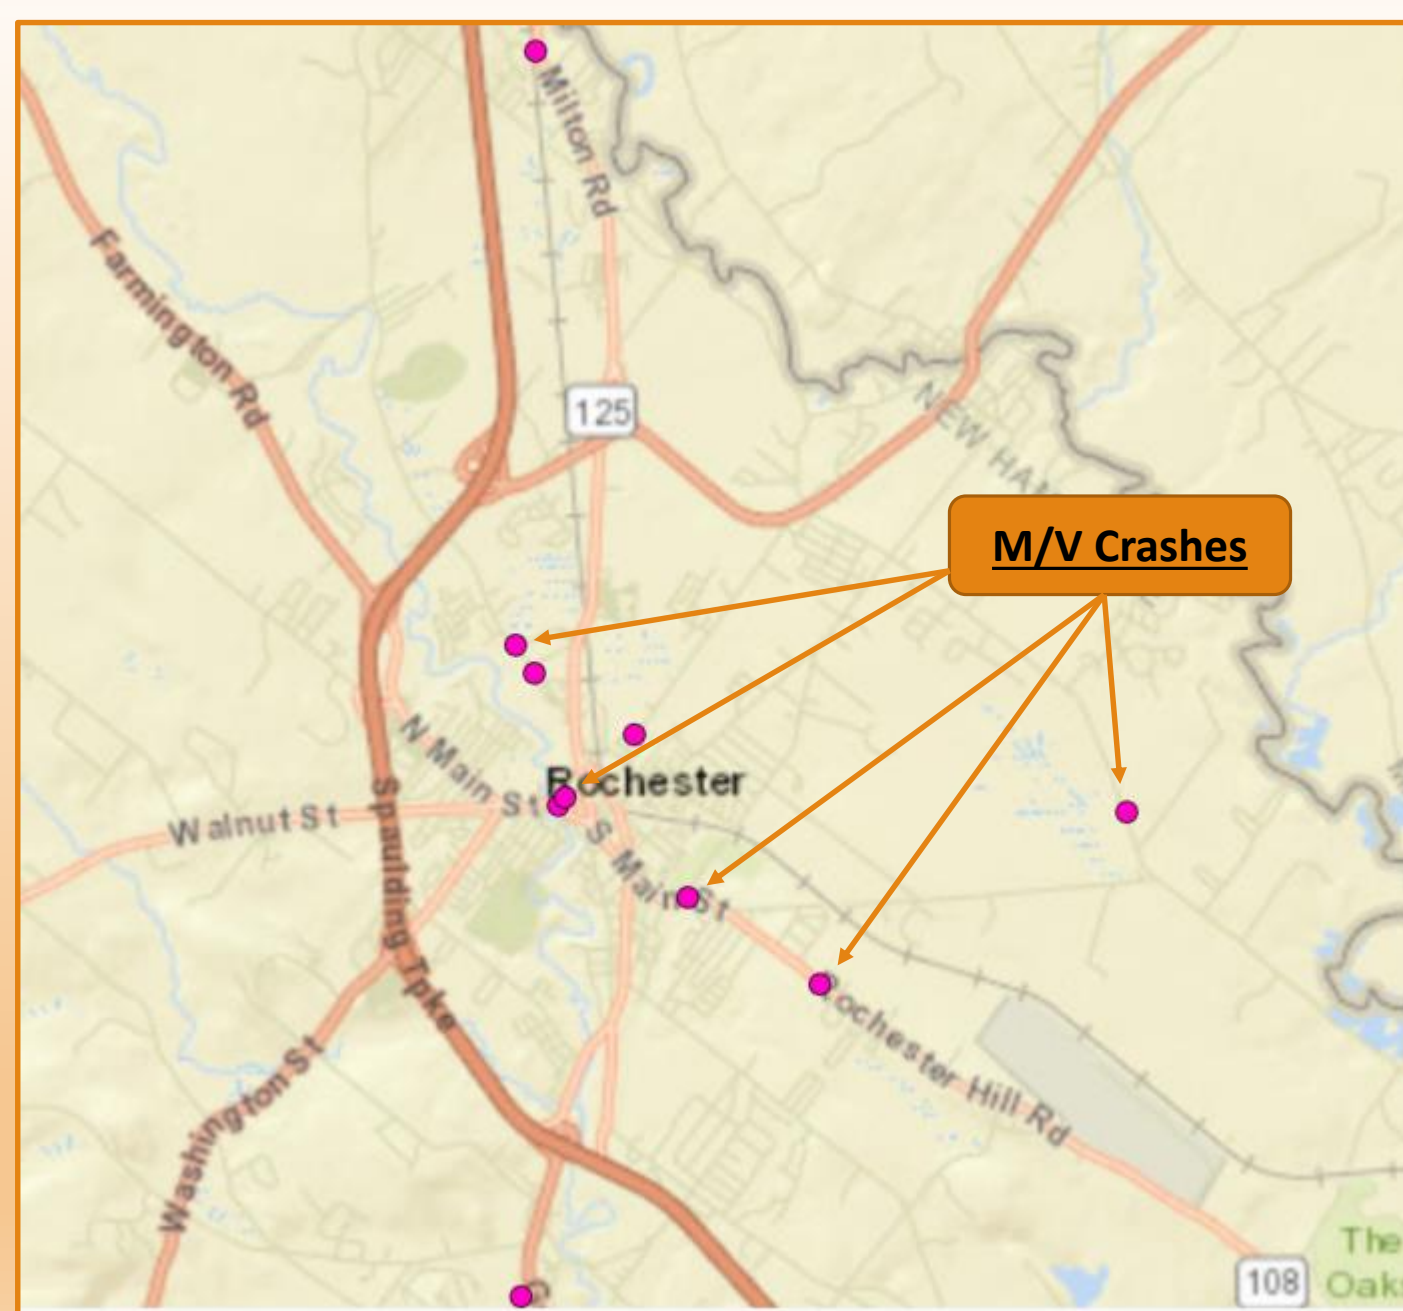 Milton Rd
Farmington Rd
125
NEW HA
M/V Crashes
N Main St
Rochester
Walnut St
Spaulding Tpke
S Main St
Rochester Hill Rd
Washington St
The
Oaks
108